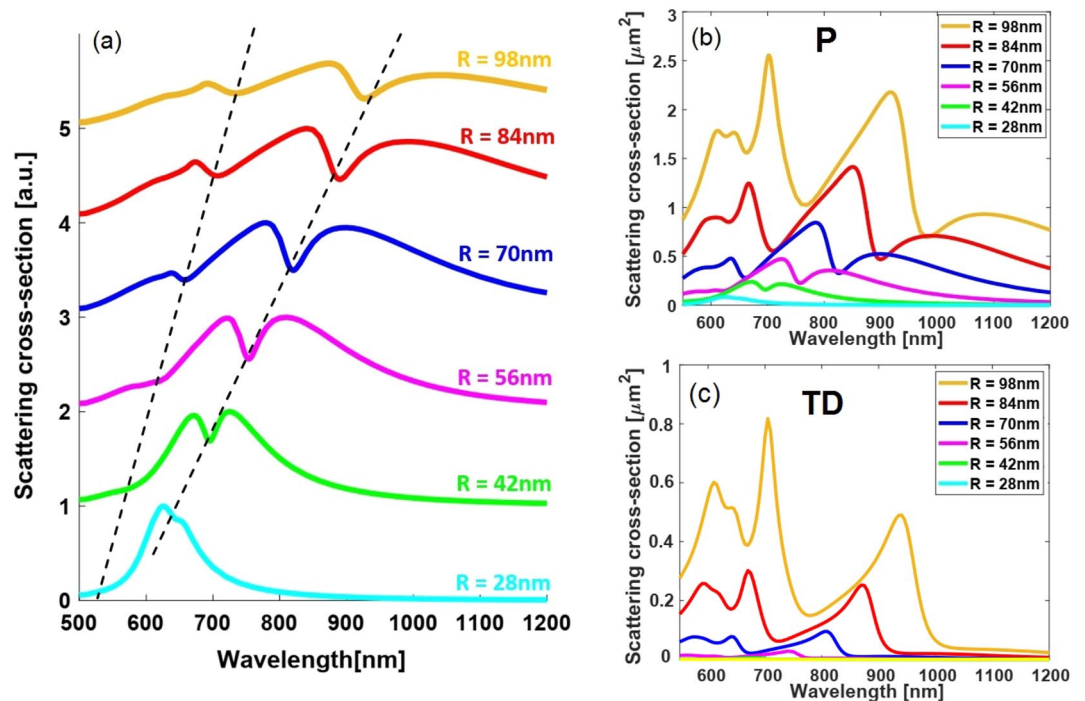 (a)
R = 98nm
R = 84nm
R = 70nm
R = 56nm
R = 42nm
R = 28nm
5
4
3
2
1
0
500 600 700 800 900 1000 1100 1200
Wavelength[nm]
Scattering cross-section [a.u.]
(b)
P
R = 98nm
R = 84nm
R = 70nm
R = 56nm
R = 42nm
R = 28nm
3
2.5
2
1.5
1
0.5
0
600 700 800 900 1000 1100 1200
Wavelength [nm]
Scattering cross-section [μm²]
(c)
TD
R = 98nm
R = 84nm
R = 70nm
R = 56nm
R = 42nm
R = 28nm
1
0.8
0.6
0.4
0.2
0
600 700 800 900 1000 1100 1200
Wavelength [nm]
Scattering cross-section [μm²]